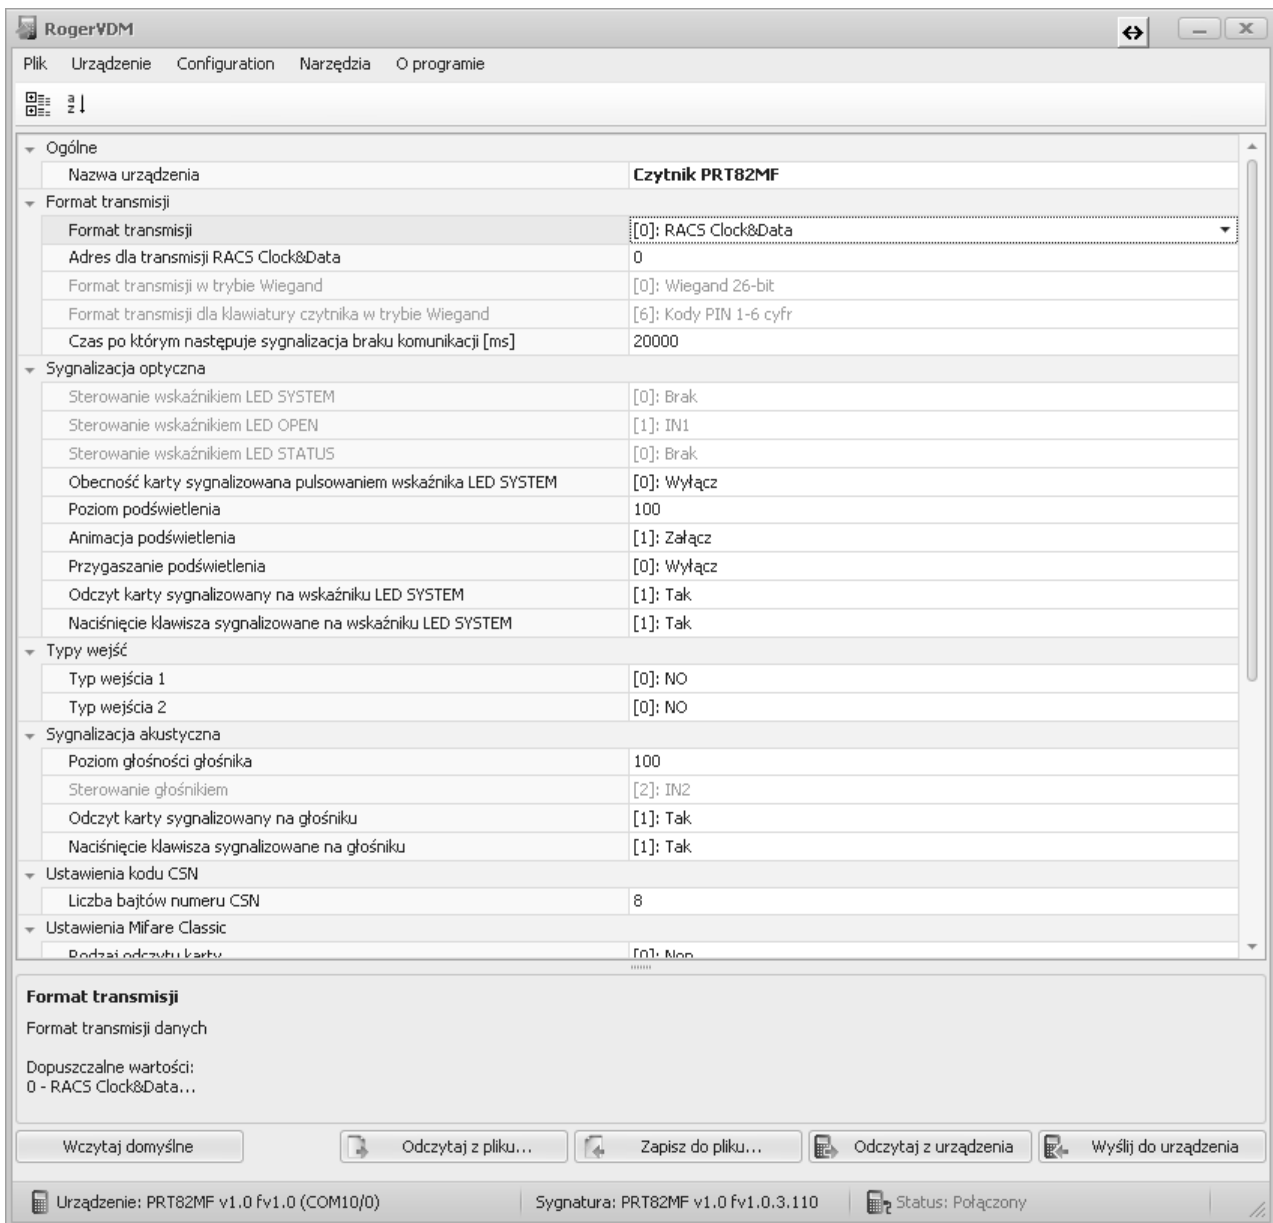 RogerVDM
Plik Urządzenie Configuration Narzędzia O programie
Ogólne
Nazwa urządzenia Czytnik PRT82MF
Format transmisji
Format transmisji [0]: RACS Clock&Data
Adres dla transmisji RACS Clock&Data 0
Format transmisji w trybie Wiegand [0]: Wiegand 26-bit
Format transmisji dla klawiatury czytnika w trybie Wiegand [6]: Kody PIN 1-6 cyfr
Czas po którym następuje sygnalizacja braku komunikacji [ms] 20000
Sygnalizacja optyczna
Sterowanie wskaźnikiem LED SYSTEM [0]: Brak
Sterowanie wskaźnikiem LED OPEN [1]: IN1
Sterowanie wskaźnikiem LED STATUS [0]: Brak
Obecność karty sygnalizowana pulsowaniem wskaźnika LED SYSTEM [0]: Wyłącz
Poziom podświetlenia 100
Animacja podświetlenia [1]: Załącz
Przygaszanie podświetlenia [0]: Wyłącz
Odczyt karty sygnalizowany na wskaźniku LED SYSTEM [1]: Tak
Naciśnięcie klawisza sygnalizowane na wskaźniku LED SYSTEM [1]: Tak
Typy wejść
Typ wejścia 1 [0]: NO
Typ wejścia 2 [0]: NO
Sygnalizacja akustyczna
Poziom głośności głośnika 100
Sterowanie głośnikiem [2]: IN2
Odczyt karty sygnalizowany na głośniku [1]: Tak
Naciśnięcie klawisza sygnalizowane na głośniku [1]: Tak
Ustawienia kodu CSN
Liczba bajtów numeru CSN 8
Ustawienia Mifare Classic
Rodzaj odczytu karty [0]: Nop
Format transmisji
Format transmisji danych
Dopuszczalne wartości:
0 - RACS Clock&Data...
Wczytaj domyślne Odczytaj z pliku... Zapisz do pliku... Odczytaj z urządzenia Wyślij do urządzenia
Urządzenie: PRT82MF v1.0 fv1.0 (COM10/0) Sygnatura: PRT82MF v1.0 fv1.0.3.110 Status: Połączony